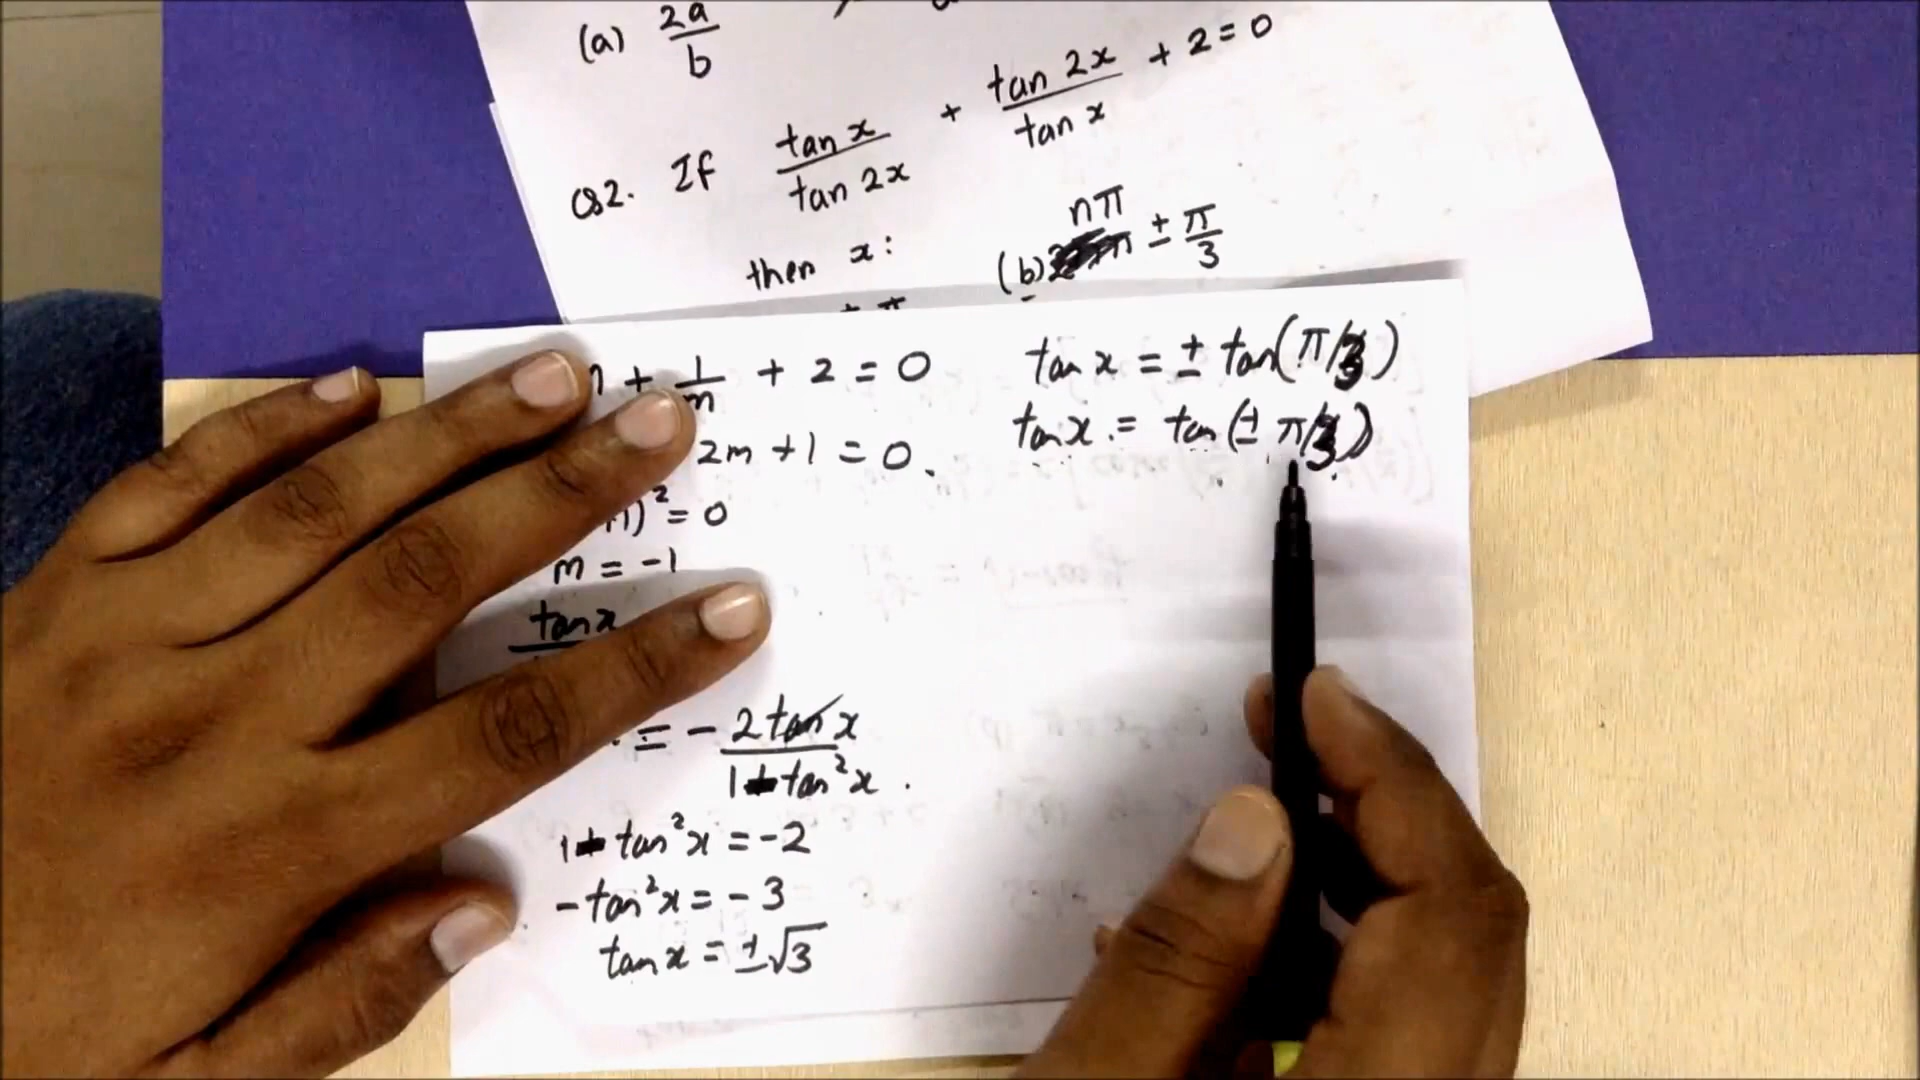 (a) 2a/b
Q2. If tan x/tan 2x + tan 2x/tan x + 2 = 0
then x:
(b) nπ ± π/3
+ 1/m + 2 = 0
2m + 1 = 0.
+1)² = 0
m = -1
tan x
= - 2 tan x/1 - tan² x.
1 - tan² x = -2
- tan² x = - 3
tan x = ±√3
tan x = ± tan(π/3)
tan x = tan(± π/3)